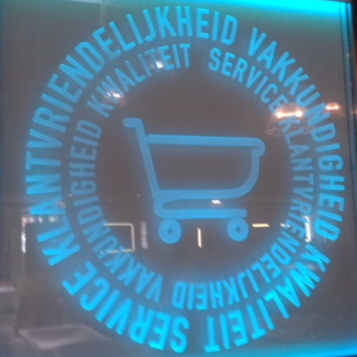 KLANTVRIENDELIJKHEID VAKKUNDIGHEID KWALITEIT SERVICE
KWALITEIT SERVICE KLANTVRIENDELIJKHEID VAKKUNDIGHEID